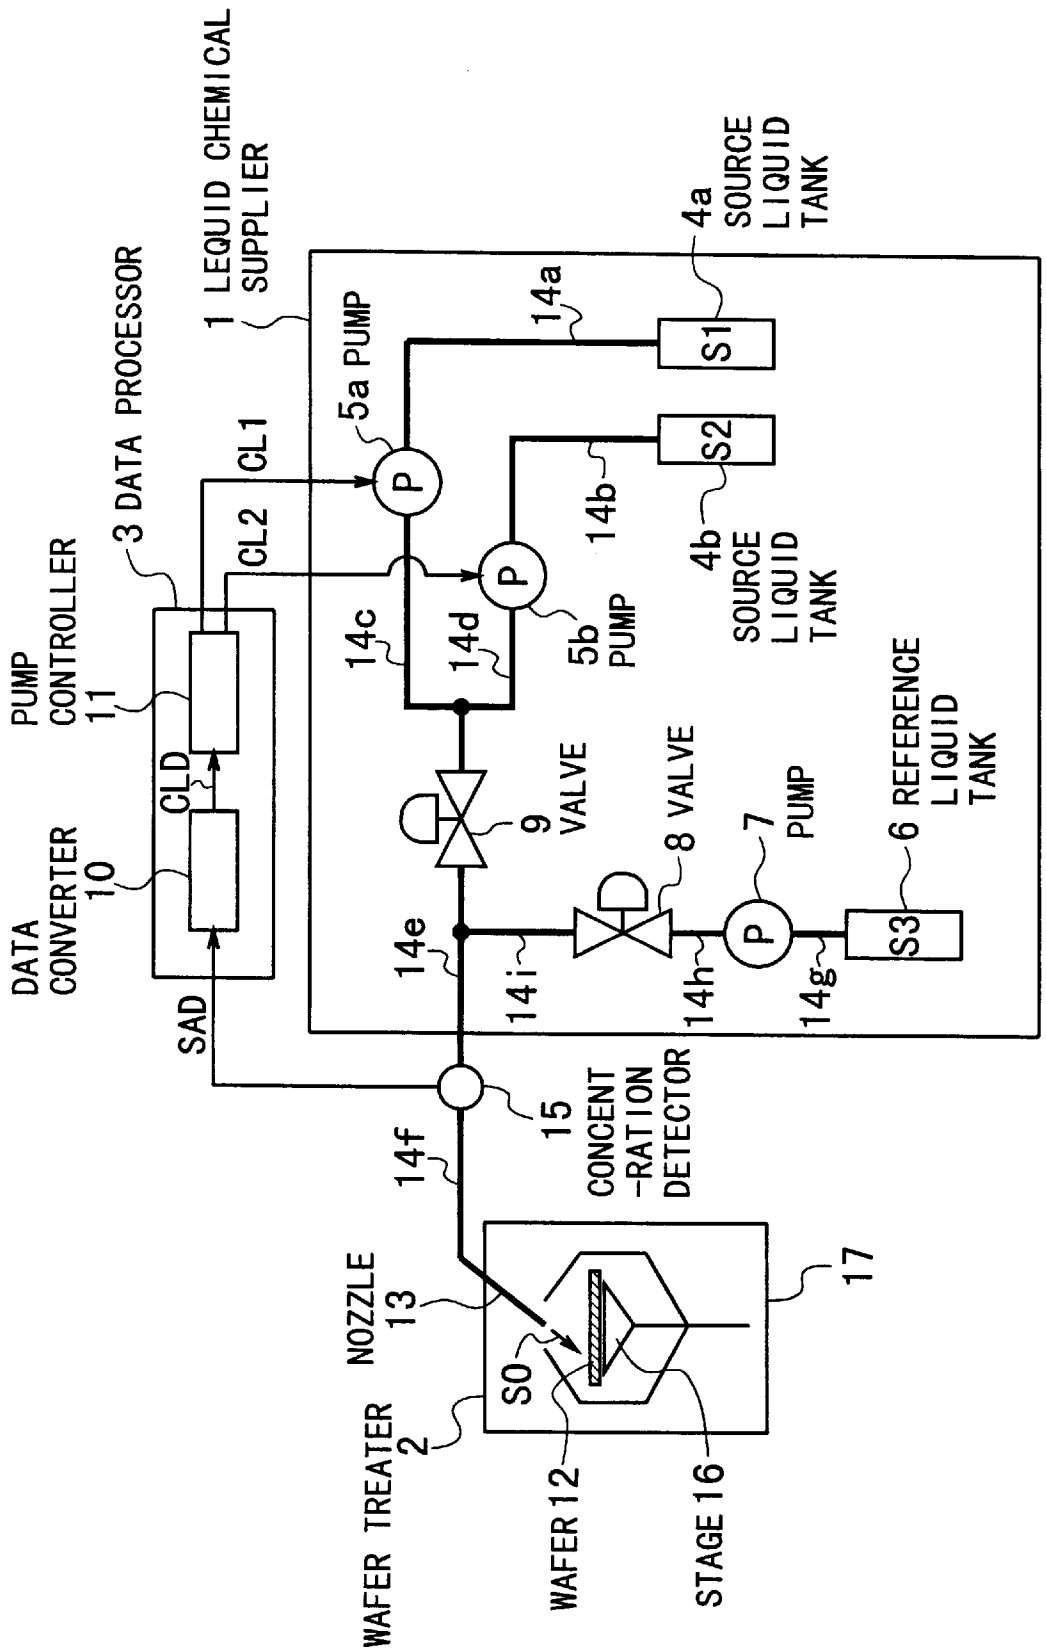 DATA
CONVERTER
10
PUMP
CONTROLLER
11
3 DATA PROCESSOR
1 LEQUID CHEMICAL
SUPPLIER
SAD
CLD
CL2
CL1
WAFER TREATER
2
NOZZLE
13
14f
14e
14c
14d
5a PUMP
P
14a
SO
15
CONCENT
-RATION
DETECTOR
14i
9
VALVE
P
5b
PUMP
14b
S2
S1
4a
SOURCE
LIQUID
TANK
4b
SOURCE
LIQUID
TANK
8 VALVE
14h
P
7
PUMP
14g
S3
6 REFERENCE
LIQUID
TANK
WAFER 12
STAGE 16
17